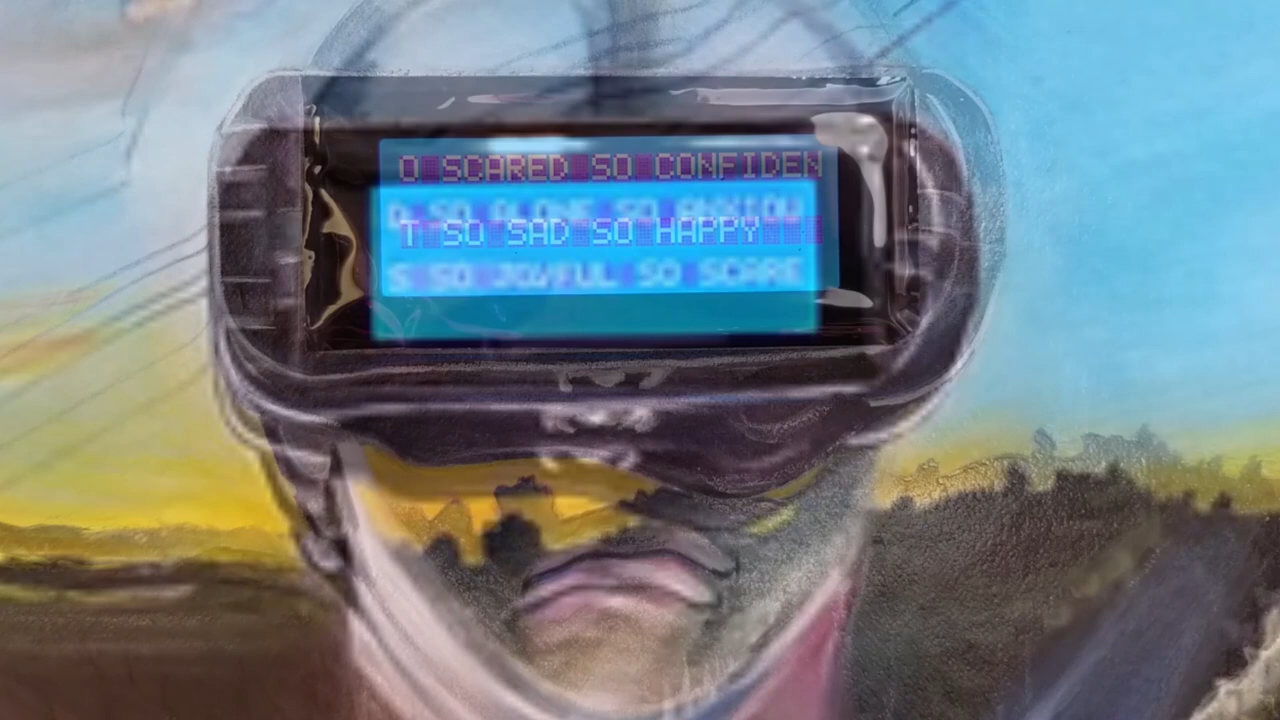 O SCARED SO CONFIDEN
D SO ALONE SO ANXIOU
T SO SAD SO HAPPY
S SO JOYFUL SO SCARE